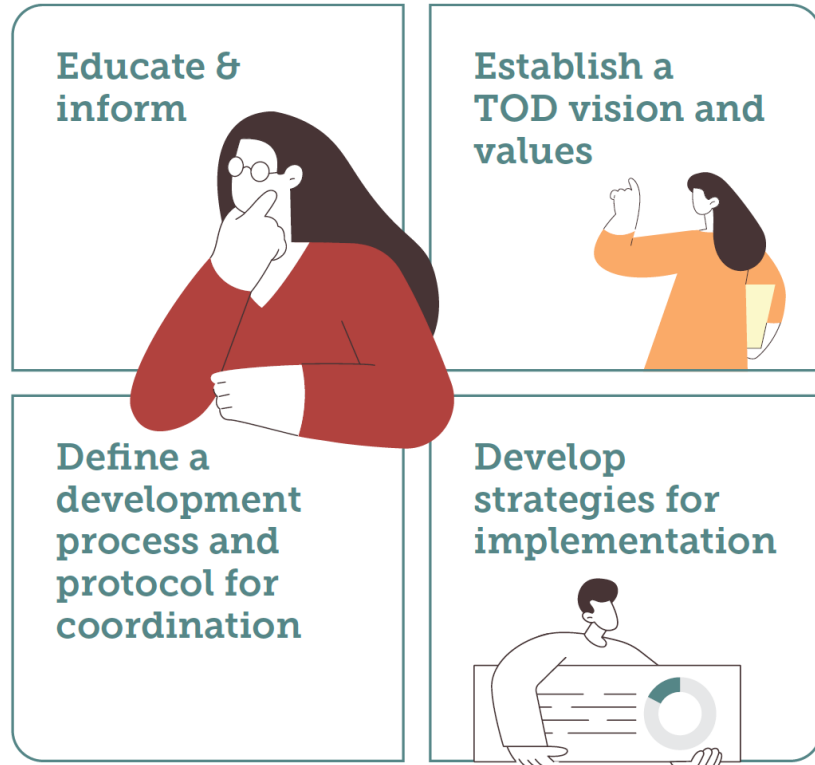 Educate &
inform
Establish a
TOD vision and
values
Define a
development
process and
protocol for
coordination
Develop
strategies for
implementation